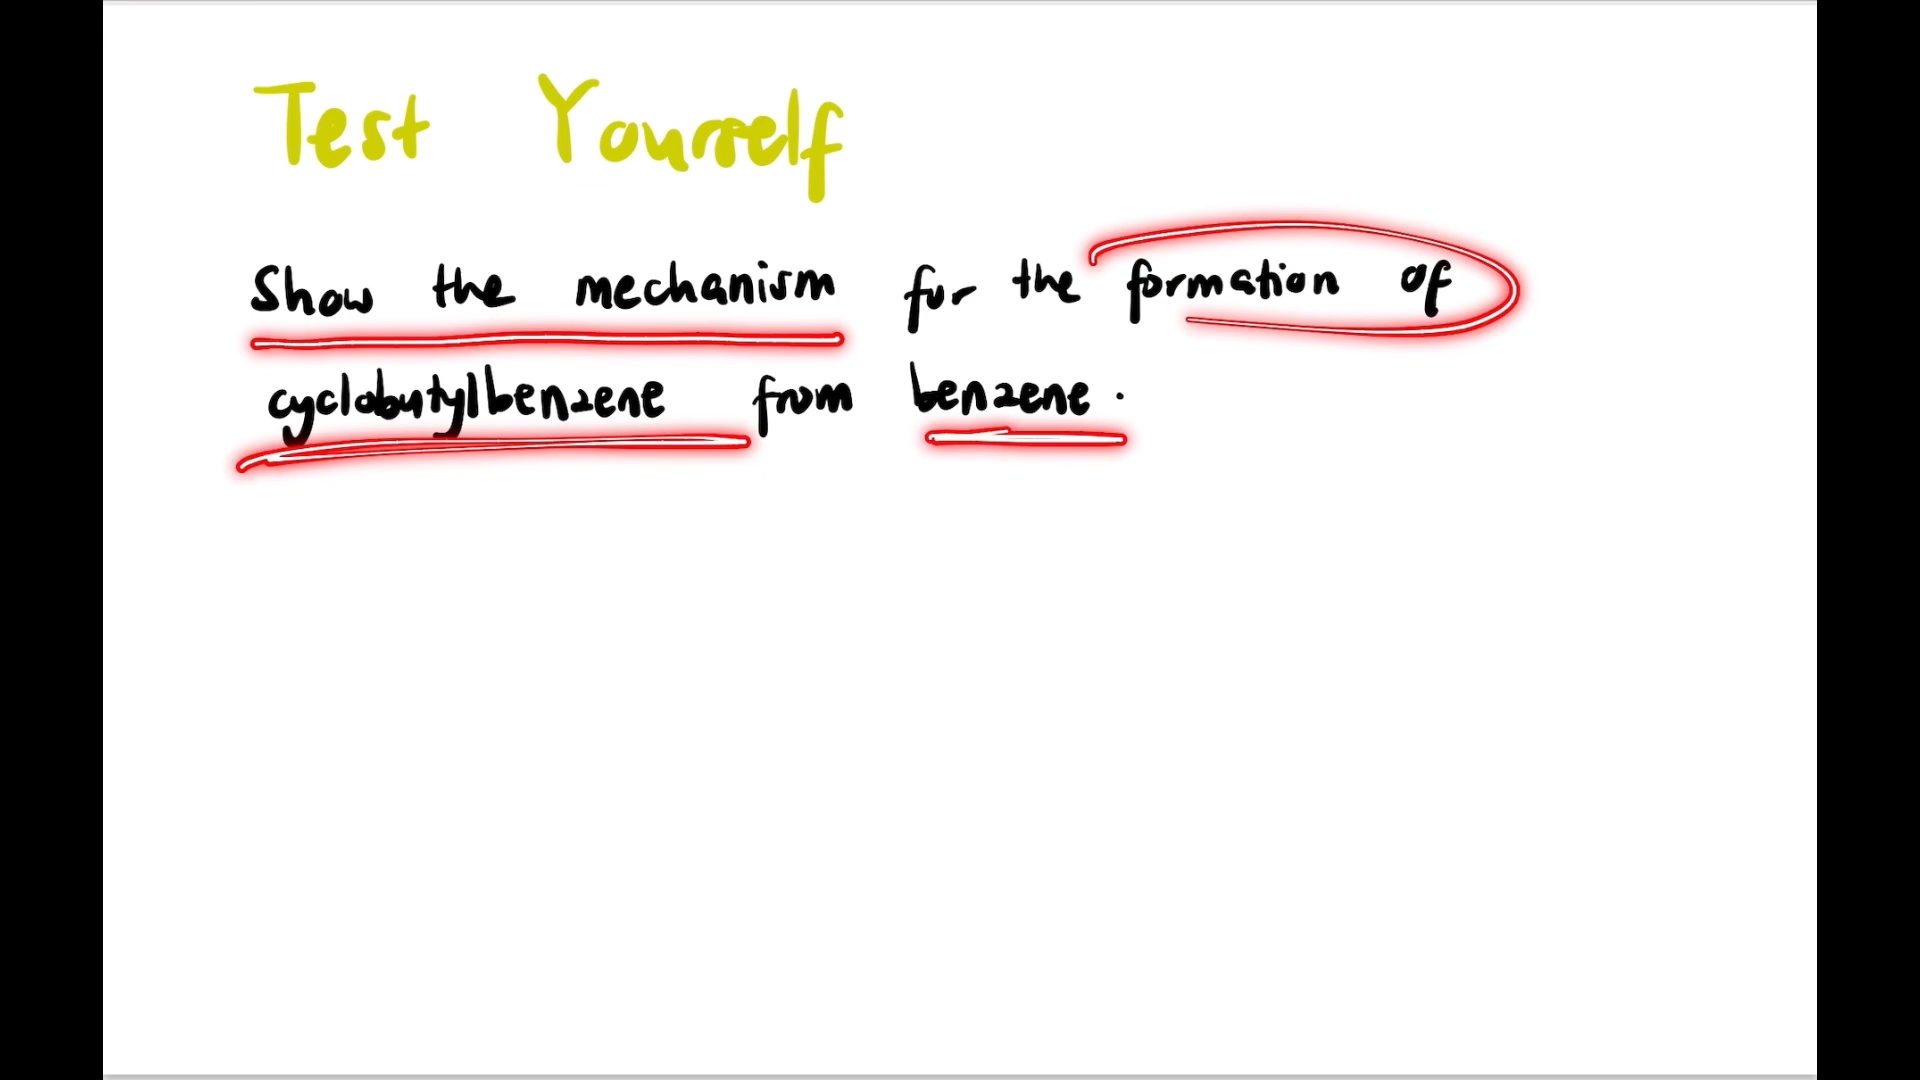 Test Yourself
Show the mechanism for the formation of
cyclobutylbenzene from benzene.